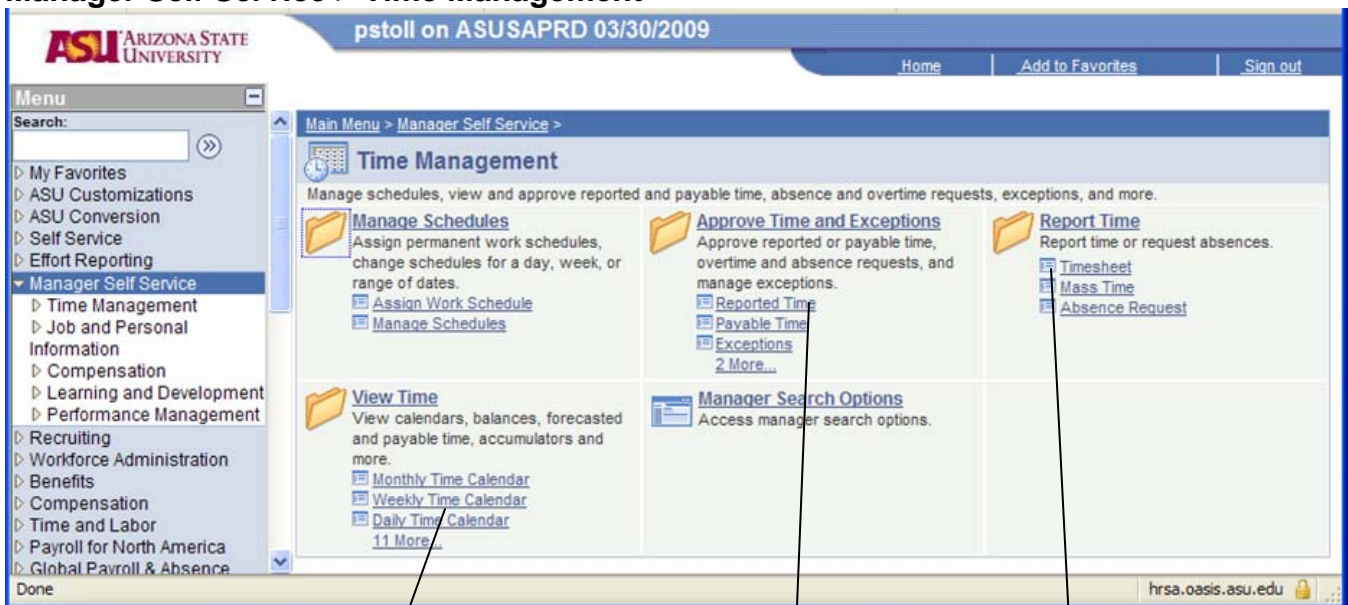 Manager Self Service > Time Management
ARIZONA STATE
ASU UNIVERSITY
pstoll on ASUSAPRD 03/30/2009
Home
Add to Favorites
Sign out
Menu
Search:
My Favorites
ASU Customizations
ASU Conversion
Self Service
Effort Reporting
Manager Self Service
Time Management
Job and Personal
Information
Compensation
Learning and Development
Performance Management
Recruiting
Workforce Administration
Benefits
Compensation
Time and Labor
Payroll for North America
Global Payroll & Absence
Main Menu > Manager Self Service >
Time Management
Manage schedules, view and approve reported and payable time, absence and overtime requests, exceptions, and more.
Manage Schedules
Assign permanent work schedules,
change schedules for a day, week, or
range of dates.
Assign Work Schedule
Manage Schedules
Approve Time and Exceptions
Approve reported or payable time,
overtime and absence requests, and
manage exceptions.
Reported Time
Payable Time
Exceptions
2 More...
Report Time
Report time or request absences.
Timesheet
Mass Time
Absence Request
View Time
View calendars, balances, forecasted
and payable time, accumulators and
more.
Monthly Time Calendar
Weekly Time Calendar
Daily Time Calendar
11 More...
Manager Search Options
Access manager search options.
Done
hrsa.oasis.asu.edu